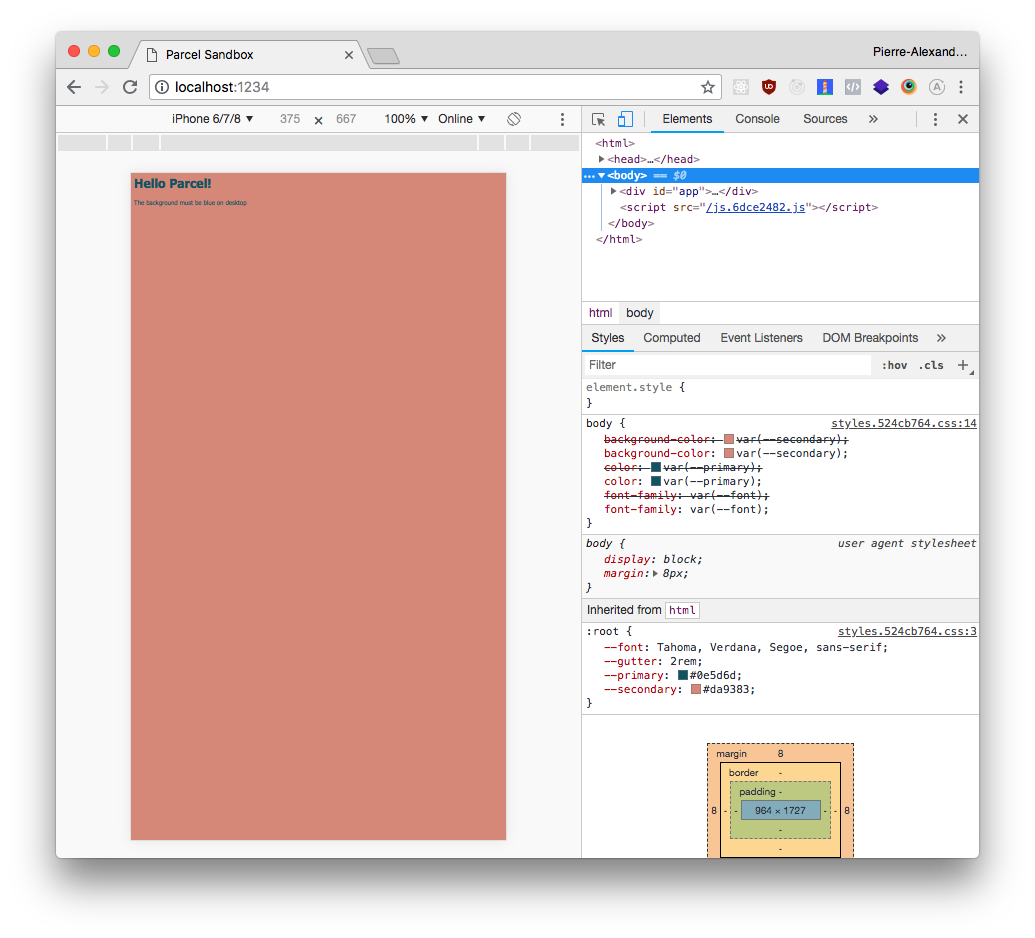 Parcel Sandbox
Pierre-Alexand...
localhost:1234
iPhone 6/7/8 ▼ 375 × 667 100% ▼ Online ▼
Elements Console Sources »
<html>
<head>…</head>
<body> == $0
<div id="app">…</div>
<script src="/js.6dce2482.js"></script>
</body>
</html>
Hello Parcel!
The background must be blue on desktop
html body
Styles Computed Event Listeners DOM Breakpoints »
Filter :hov .cls +
element.style {
}
body { styles.524cb764.css:14
background-color: var(--secondary);
background-color: var(--secondary);
color: var(--primary);
color: var(--primary);
font-family: var(--font);
font-family: var(--font);
}
body { user agent stylesheet
display: block;
margin: 8px;
}
Inherited from html
:root { styles.524cb764.css:3
--font: Tahoma, Verdana, Segoe, sans-serif;
--gutter: 2rem;
--primary: #0e5d6d;
--secondary: #da9383;
}
margin 8
border -
padding -
8 - - 964 × 1727 - - 8
-
-